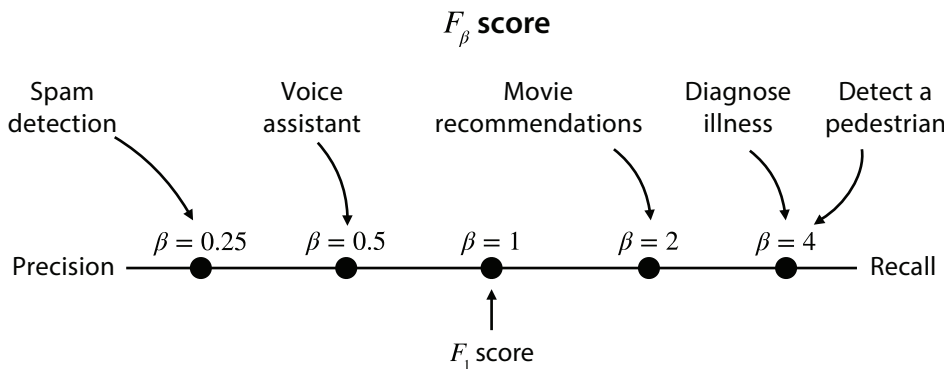 F_β score
Spam
detection
Voice
assistant
Movie
recommendations
Diagnose
illness
Detect a
pedestrian
β = 0.25
β = 0.5
β = 1
β = 2
β = 4
Precision
Recall
F₁ score